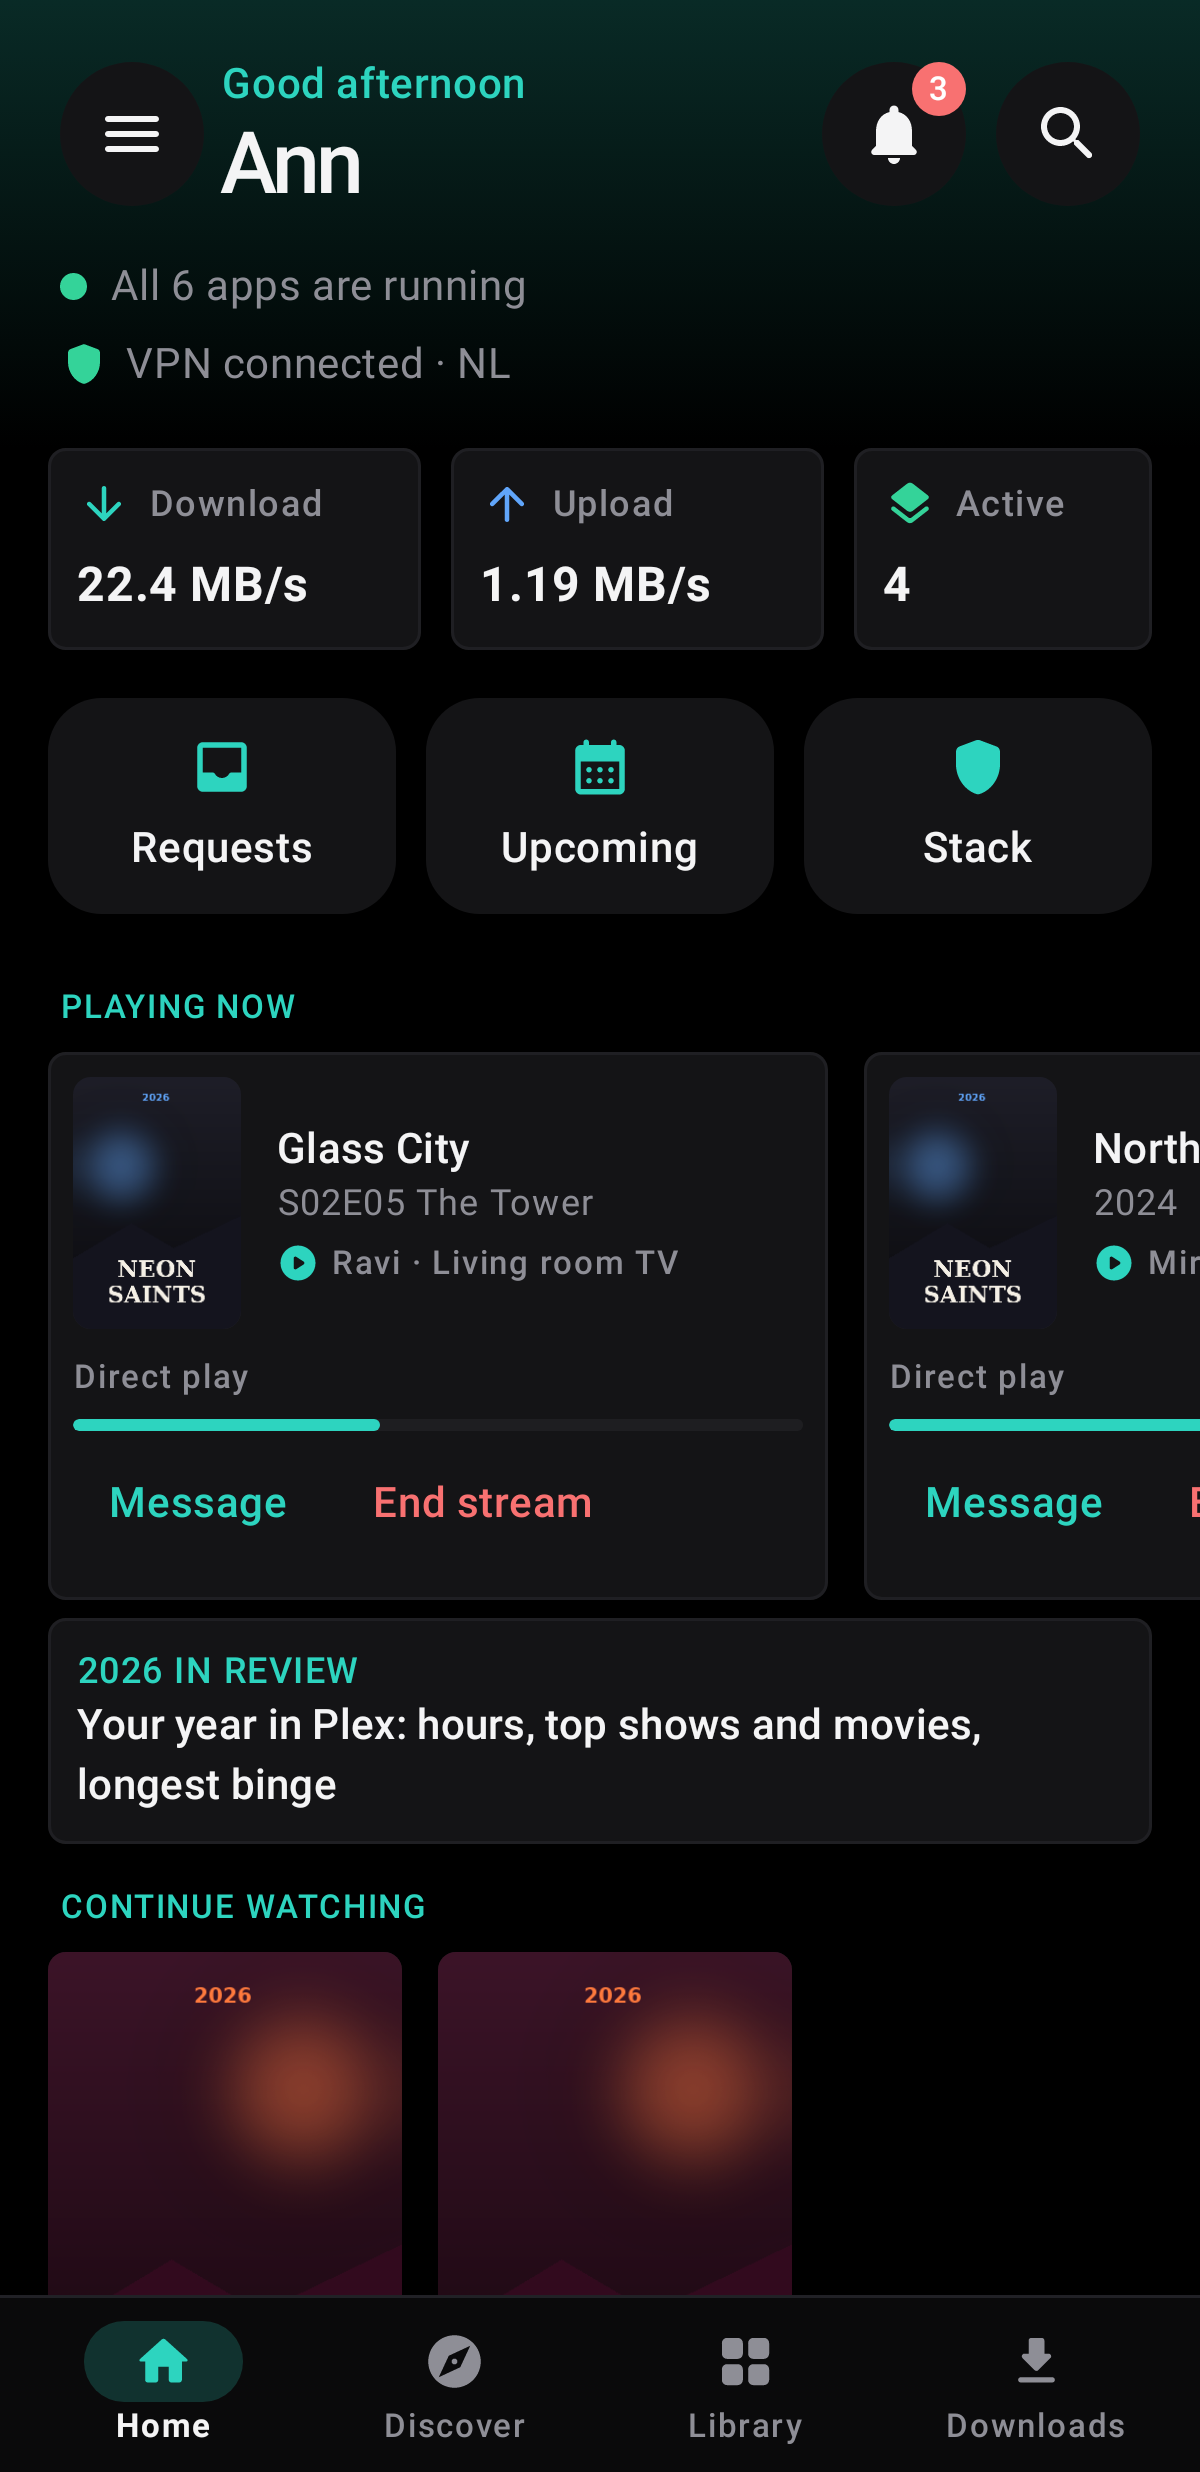 Good afternoon
Ann
3
All 6 apps are running
VPN connected · NL
Download
22.4 MB/s
Upload
1.19 MB/s
Active
4
Requests
Upcoming
Stack
PLAYING NOW
2026
NEON
SAINTS
Glass City
S02E05 The Tower
Ravi · Living room TV
Direct play
Message
End stream
2026
NEON
SAINTS
North
2024
Direct play
Message
2026 IN REVIEW
Your year in Plex: hours, top shows and movies,
longest binge
CONTINUE WATCHING
2026
2026
Home
Discover
Library
Downloads